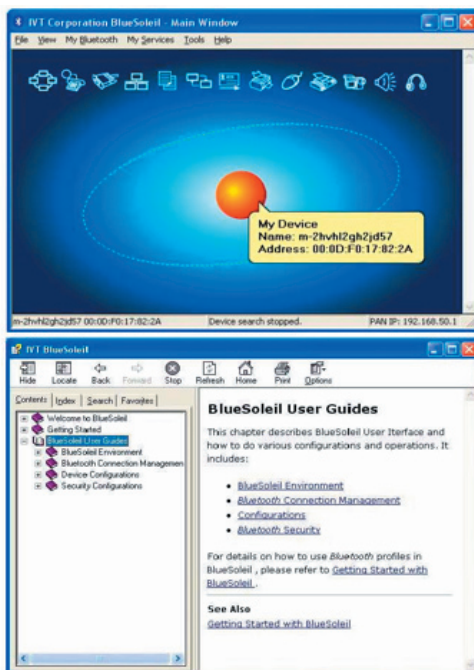 IVT Corporation BlueSoleil - Main Window
File View My Bluetooth My Services Tools Help
My Device
Name: m-2hvhl2gh2jd57
Address: 00:0D:F0:17:82:2A
m-2hvhl2gh2jd57 00:0D:F0:17:82:2A Device search stopped. PAN IP: 192.168.50.1
IVT BlueSoleil
Hide Locate Back Forward Stop Refresh Home Print Options
Contents Index Search Favorites
Welcome to BlueSoleil
Getting Started
BlueSoleil User Guides
BlueSoleil Environment
Bluetooth Connection Managemen
Device Configurations
Security Configurations
BlueSoleil User Guides
This chapter describes BlueSoleil User Iterface and
how to do various configurations and operations. It
includes:
BlueSoleil Environment
Bluetooth Connection Management
Configurations
Bluetooth Security
For details on how to use Bluetooth profiles in
BlueSoleil , please refer to Getting Started with
BlueSoleil .
See Also
Getting Started with BlueSoleil